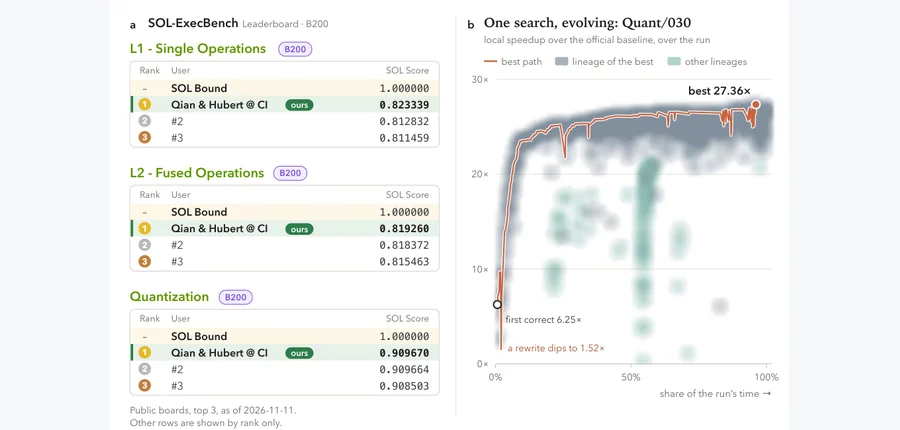 a SOL-ExecBench Leaderboard · B200
L1 - Single Operations B200
Rank User SOL Score
– SOL Bound 1.000000
1 Qian & Hubert @ CI ours 0.823339
2 #2 0.812832
3 #3 0.811459
L2 - Fused Operations B200
Rank User SOL Score
– SOL Bound 1.000000
1 Qian & Hubert @ CI ours 0.819260
2 #2 0.818372
3 #3 0.815463
Quantization B200
Rank User SOL Score
– SOL Bound 1.000000
1 Qian & Hubert @ CI ours 0.909670
2 #2 0.909664
3 #3 0.908503
Public boards, top 3, as of 2026-11-11.
Other rows are shown by rank only.
b One search, evolving: Quant/030
local speedup over the official baseline, over the run
best path lineage of the best other lineages
30×
best 27.36×
20×
10×
first correct 6.25×
a rewrite dips to 1.52×
0×
0% 50% 100%
share of the run's time →